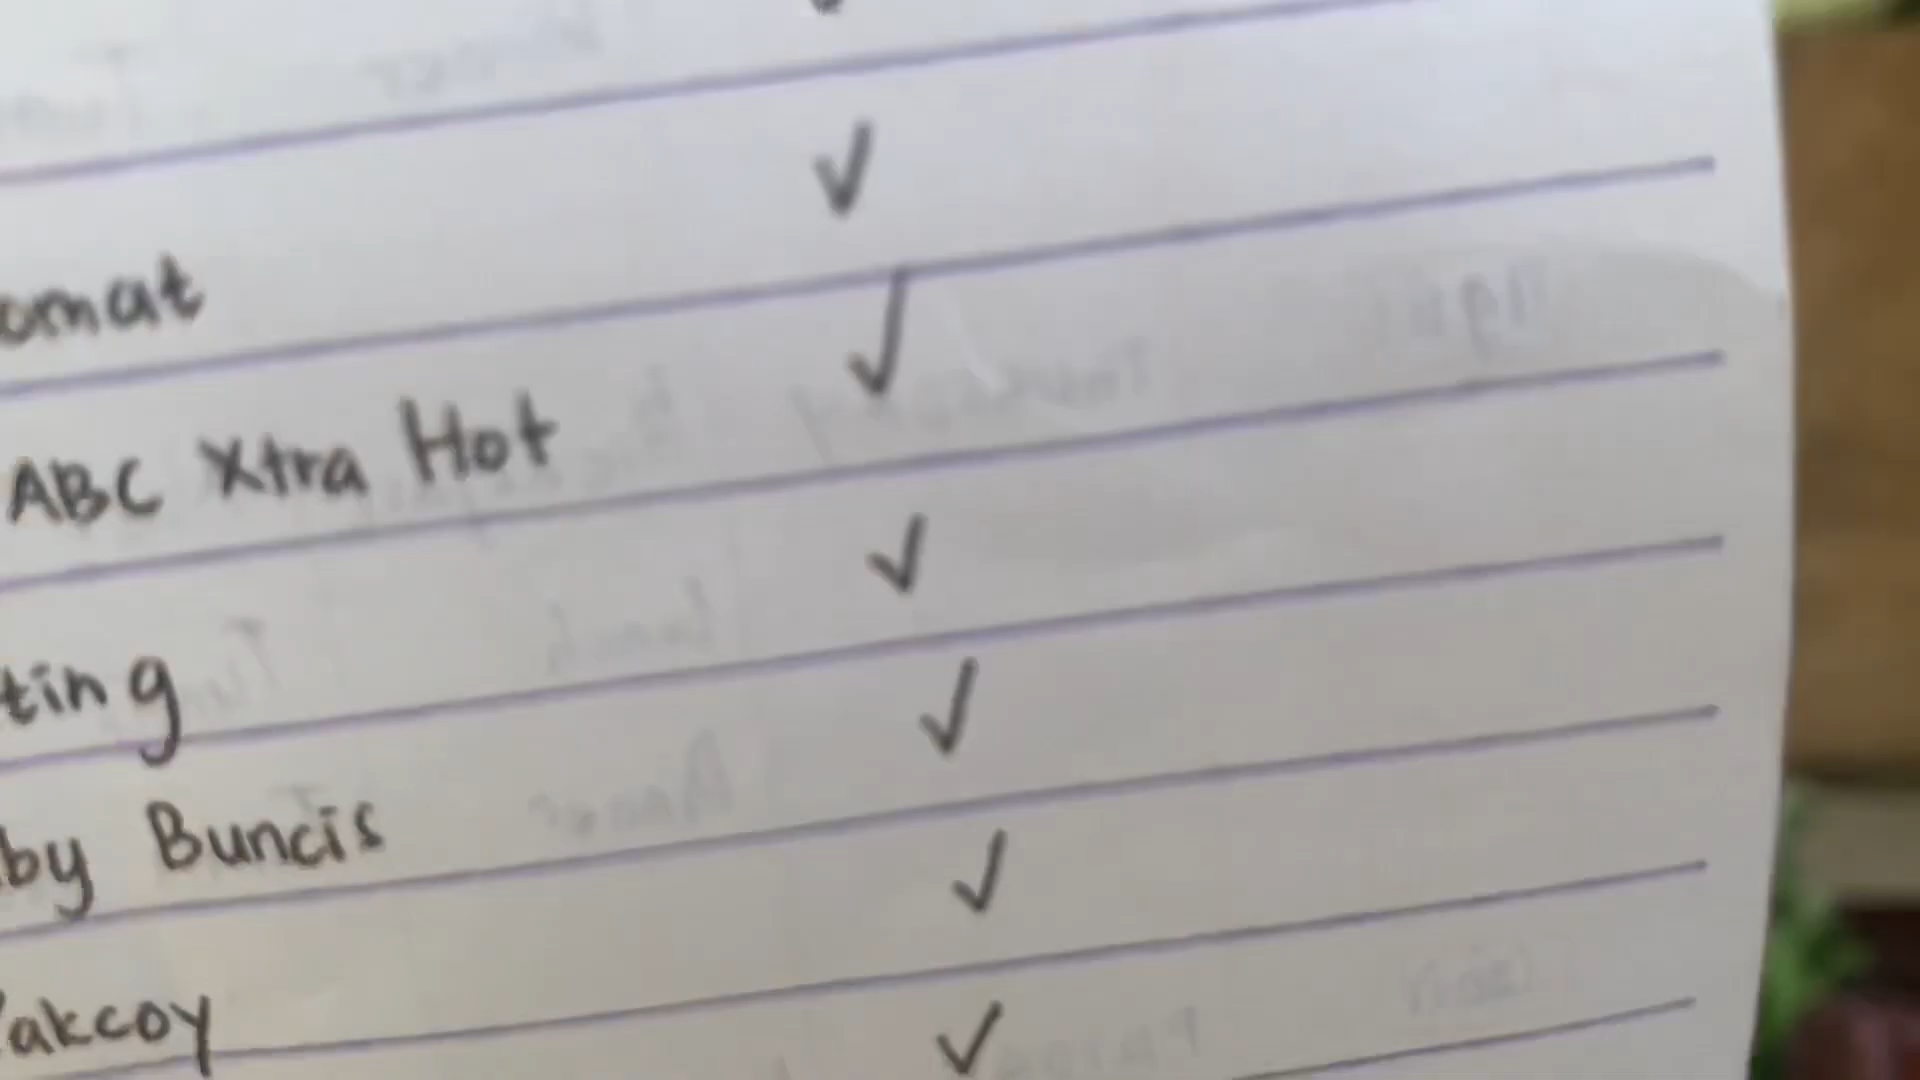 omat
ABC Xtra Hot
ting
by Buncis
akcoy